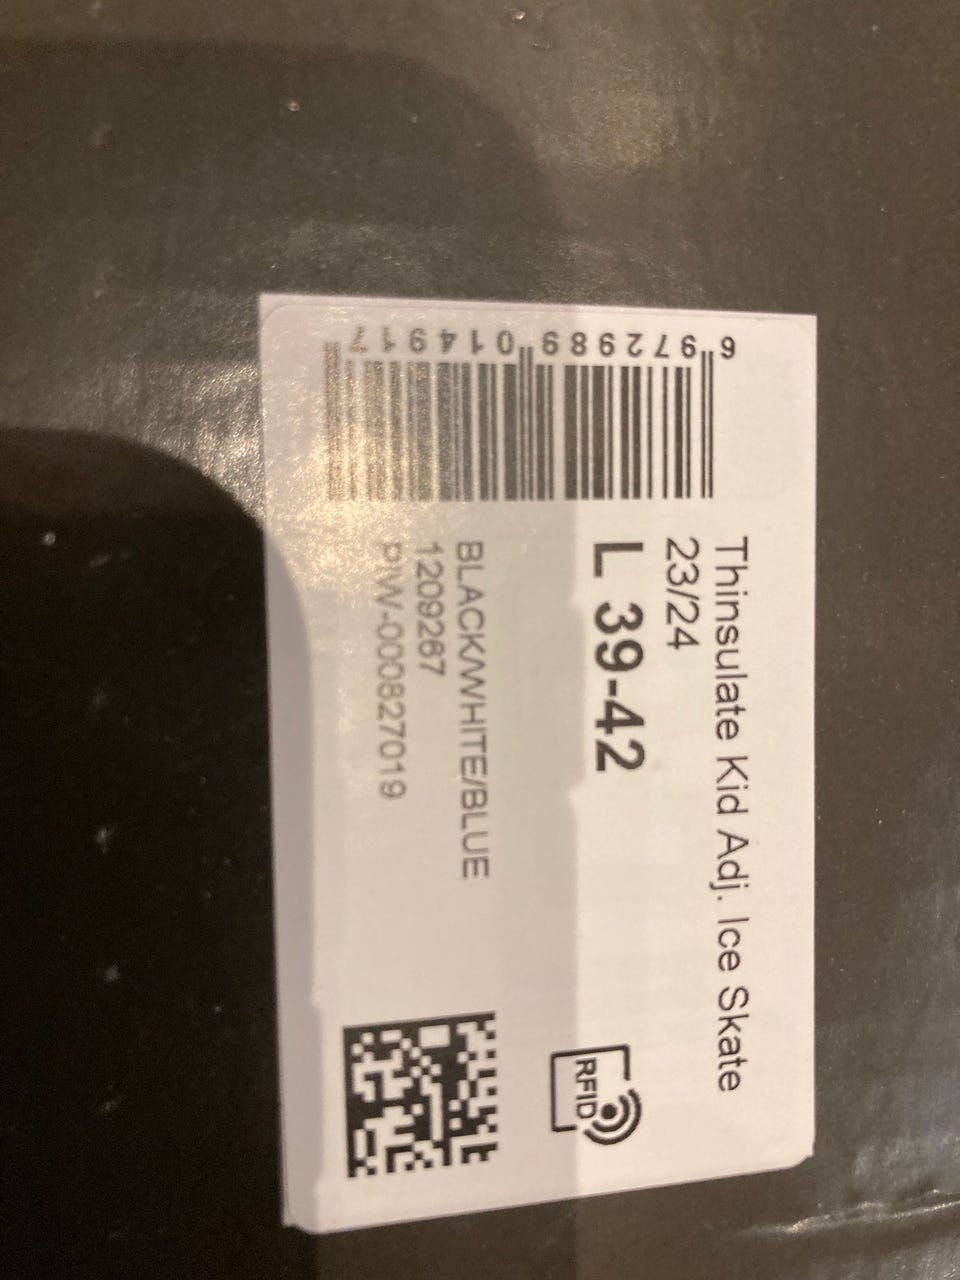 Thinsulate Kid Adj. Ice Skate
23/24
L 39-42
BLACK/WHITE/BLUE
1209267
PW-000827019
6 972989 014917
RFID